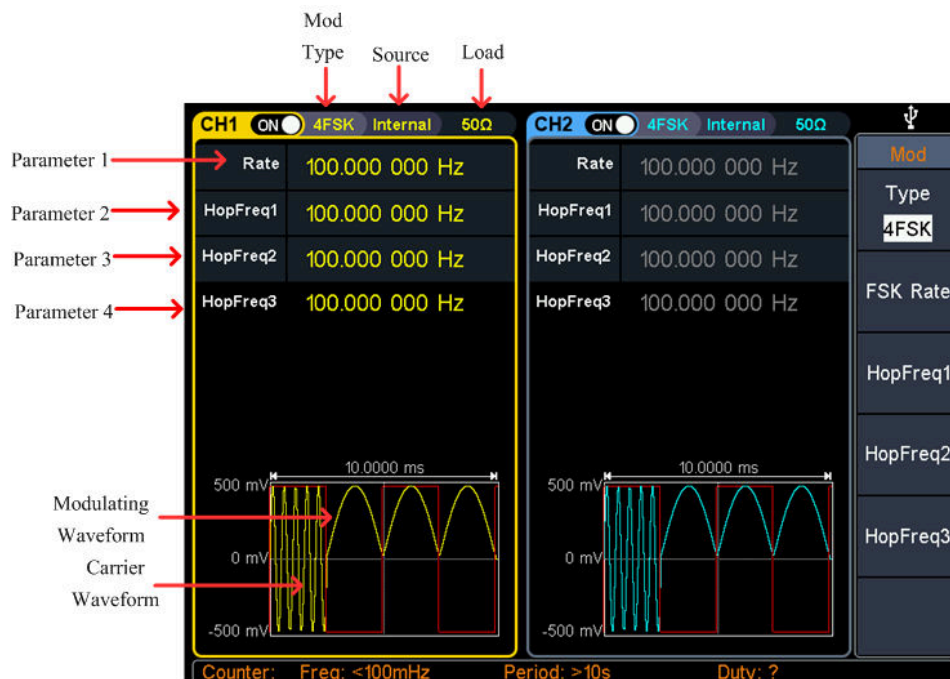 Mod
Type
Source
Load
CH1 ON 4FSK Internal 50Ω
CH2 ON 4FSK Internal 50Ω
Parameter 1
Rate 100.000 000 Hz
Parameter 2
HopFreq1 100.000 000 Hz
Parameter 3
HopFreq2 100.000 000 Hz
Parameter 4
HopFreq3 100.000 000 Hz
Rate 100.000 000 Hz
HopFreq1 100.000 000 Hz
HopFreq2 100.000 000 Hz
HopFreq3 100.000 000 Hz
Mod
Type
4FSK
FSK Rate
HopFreq1
HopFreq2
HopFreq3
Modulating
Waveform
Carrier
Waveform
10.0000 ms
500 mV
0 mV
-500 mV
10.0000 ms
500 mV
0 mV
-500 mV
Counter: Freq: <100mHz Period: >10s Duty: ?